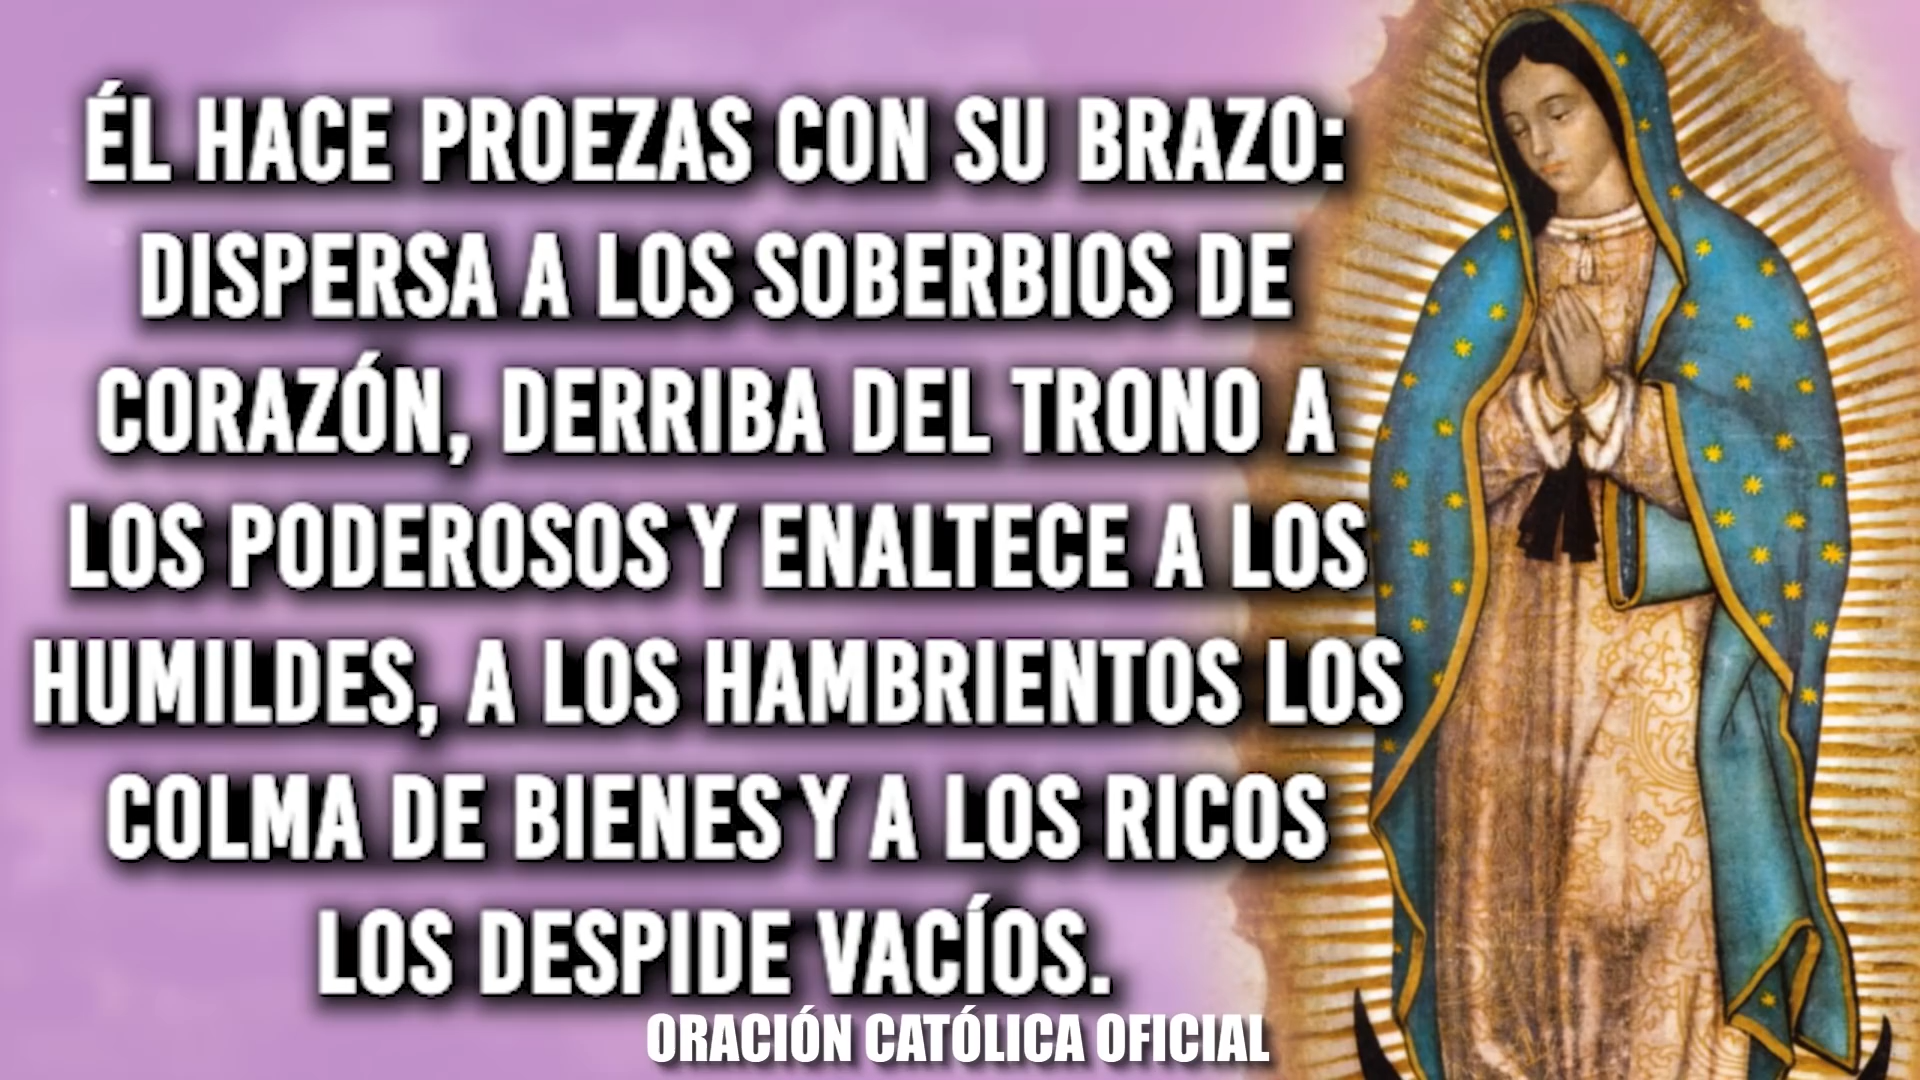 ÉL HACE PROEZAS CON SU BRAZO:
DISPERSA A LOS SOBERBIOS DE
CORAZÓN, DERRIBA DEL TRONO A
LOS PODEROSOS Y ENALTECE A LOS
HUMILDES, A LOS HAMBRIENTOS LOS
COLMA DE BIENES Y A LOS RICOS
LOS DESPIDE VACÍOS.
ORACIÓN CATÓLICA OFICIAL